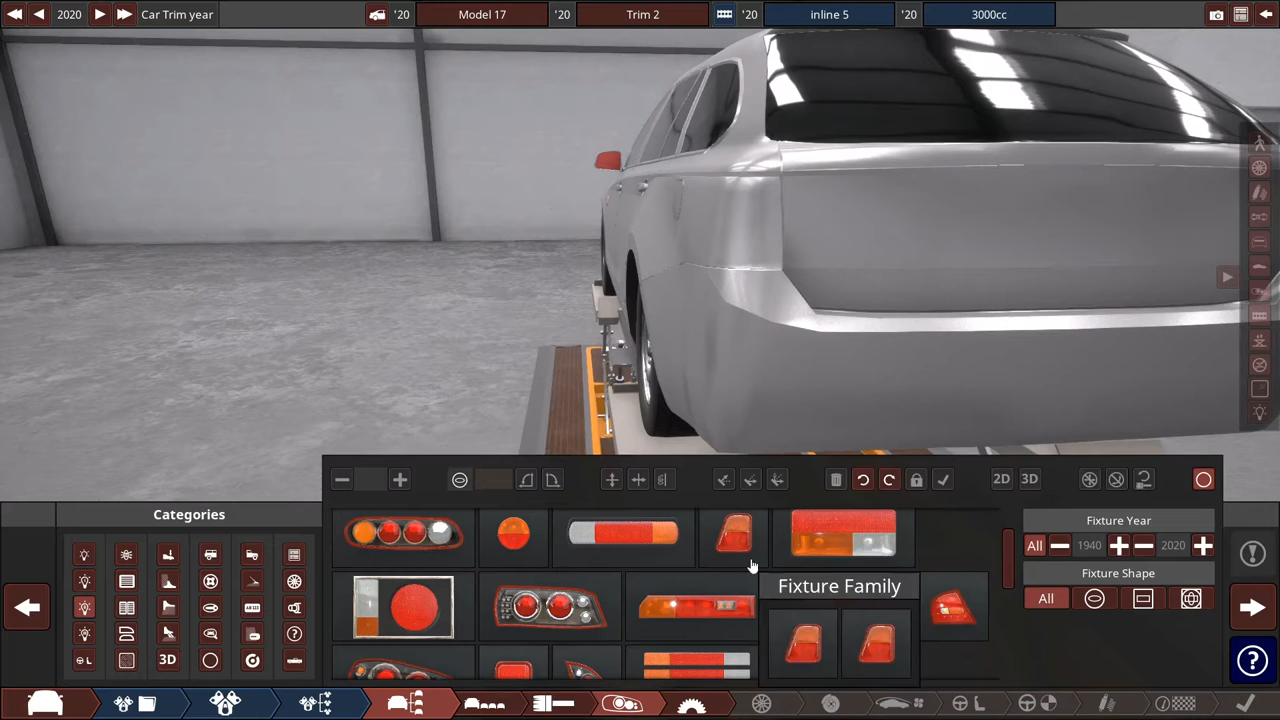 2020 Car Trim year '20 Model 17 '20 Trim 2 '20 inline 5 '20 3000cc
2D 3D
Categories
Fixture Year
All 1940 2020
Fixture Shape
All
Fixture Family
3D
L
?